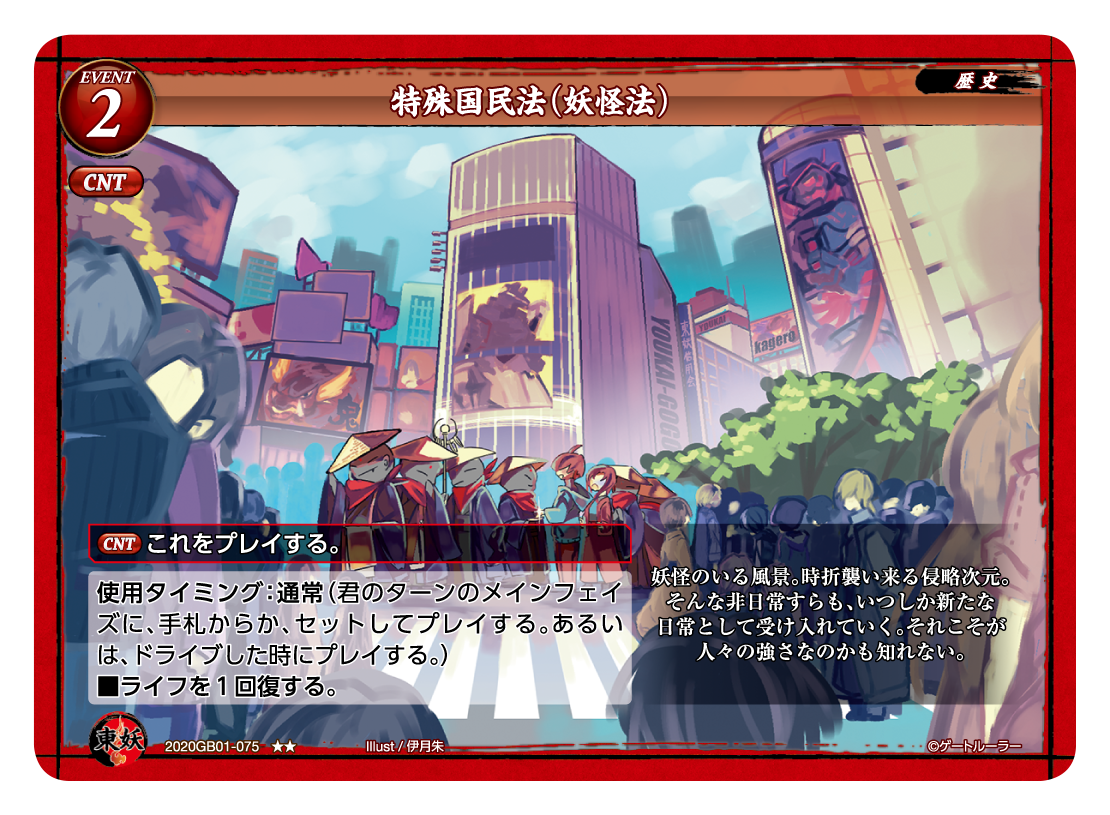 EVENT
2
特殊国民法(妖怪法)
歴史
CNT
YOUKAI
kagero
YOUKAI-GOGO
CNT これをプレイする。
使用タイミング:通常(君のターンのメインフェイ
ズに、手札からか、セットしてプレイする。あるい
は、ドライブした時にプレイする。)
■ライフを1回復する。
妖怪のいる風景。時折襲い来る侵略次元。
そんな非日常すらも、いつしか新たな
日常として受け入れていく。それこそが
人々の強さなのかも知れない。
東妖
2020GB01-075 ★★
Illust / 伊月朱
©ゲートルーラー